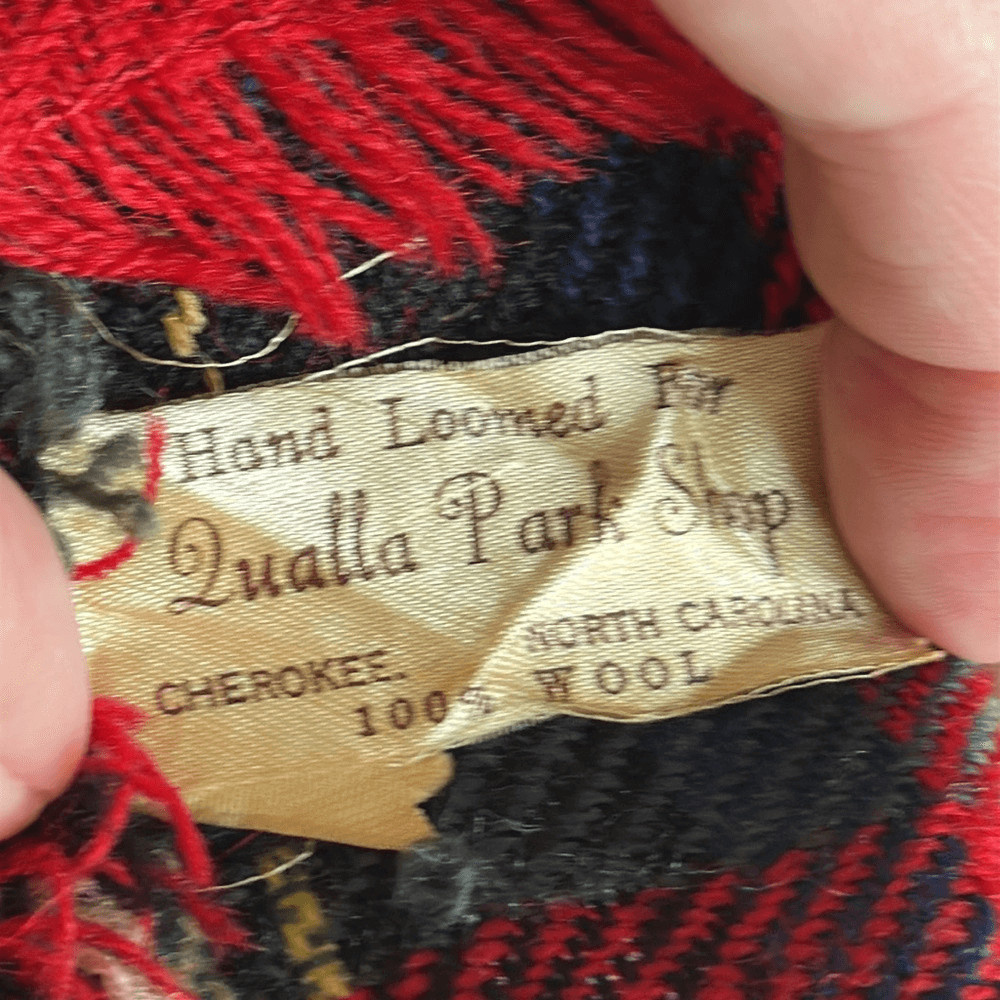 Hand Loomed For
Qualla Park Shop
CHEROKEE. NORTH CAROLINA
100% WOOL